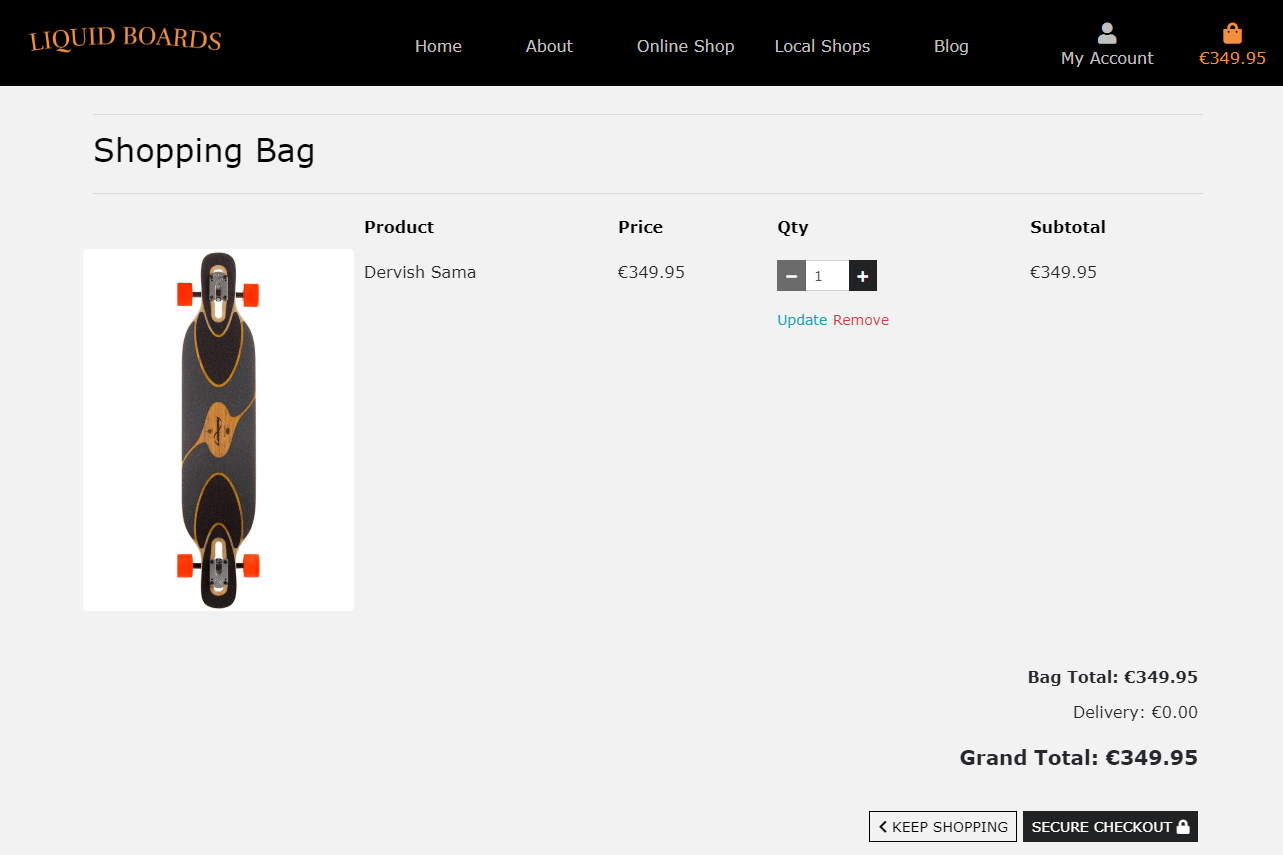 LIQUID BOARDS
Home About Online Shop Local Shops Blog My Account €349.95
Shopping Bag
Product Price Qty Subtotal
Dervish Sama €349.95 1 €349.95
Update Remove
Bag Total: €349.95
Delivery: €0.00
Grand Total: €349.95
KEEP SHOPPING SECURE CHECKOUT